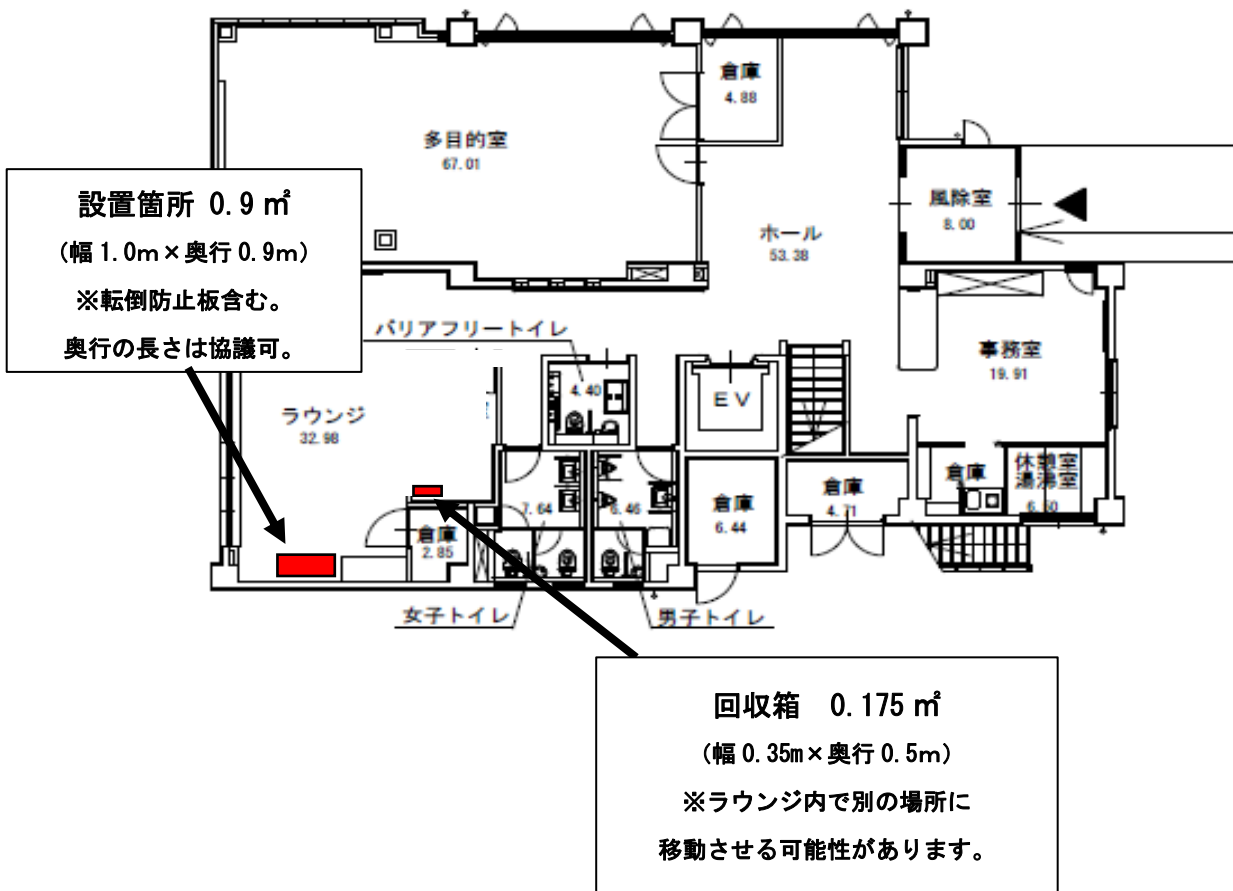 倉庫
4.88
多目的室
67.01
風除室
8.00
ホール
53.38
設置箇所 0.9㎡
（幅1.0m×奥行0.9m）
※転倒防止板含む。
奥行の長さは協議可。
バリアフリートイレ
4.40
EV
事務室
19.91
ラウンジ
32.98
倉庫
2.85
7.64
6.46
倉庫
6.44
倉庫
4.71
倉庫
休憩室
湯沸室
6.50
女子トイレ
男子トイレ
回収箱　0.175㎡
（幅0.35m×奥行0.5m）
※ラウンジ内で別の場所に
移動させる可能性があります。